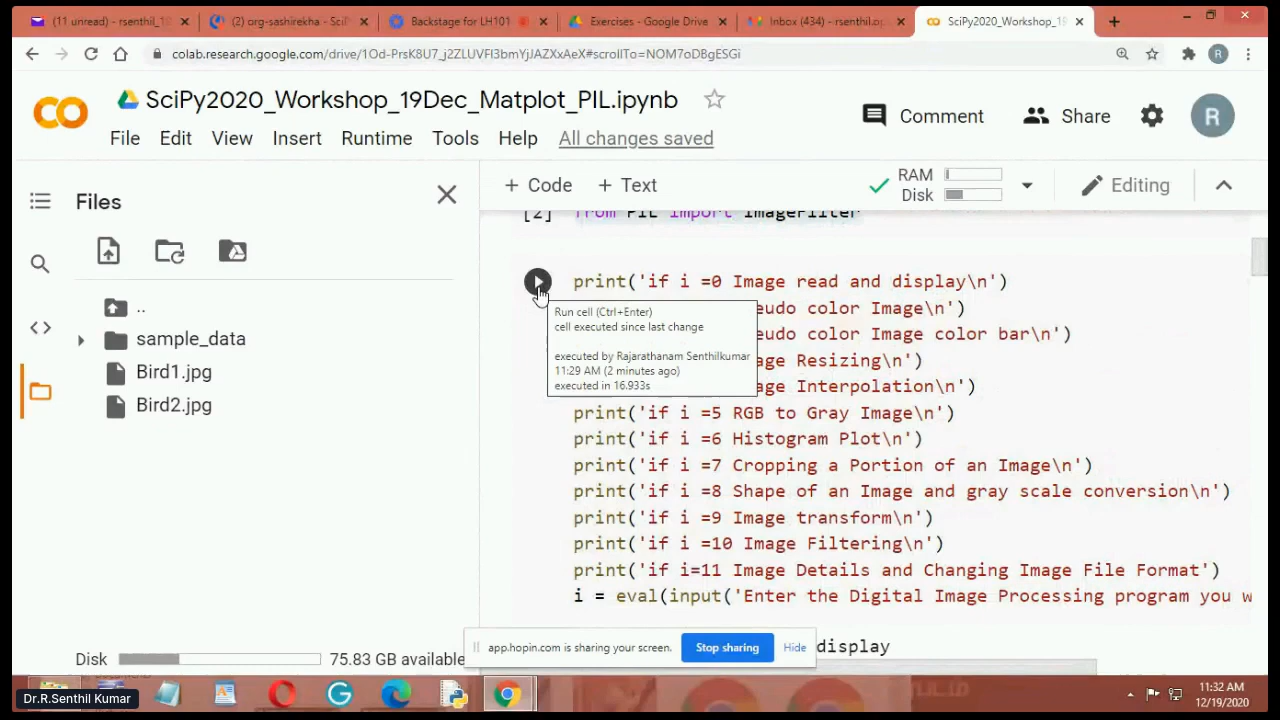 (11 unread) - rsenthil_1
(2) org-sashirekha - SciP
Backstage for LH101
Exercises - Google Drive
Inbox (434) - rsenthil.op
SciPy2020_Workshop_19
colab.research.google.com/drive/1Od-PrsK8U7_j2ZLUVFI3bmYjJAZXxAeX#scrollTo=NOM7oDBgESGi
R
SciPy2020_Workshop_19Dec_Matplot_PIL.ipynb
Comment
Share
R
File Edit View Insert Runtime Tools Help All changes saved
Files
+ Code + Text
RAM
Disk
Editing
[2] from PIL import ImageFilter
..
sample_data
Bird1.jpg
Bird2.jpg
print('if i =0 Image read and display\n')
eudo color Image\n')
eudo color Image color bar\n')
age Resizing\n')
age Interpolation\n')
print('if i =5 RGB to Gray Image\n')
print('if i =6 Histogram Plot\n')
print('if i =7 Cropping a Portion of an Image\n')
print('if i =8 Shape of an Image and gray scale conversion\n')
print('if i =9 Image transform\n')
print('if i =10 Image Filtering\n')
print('if i=11 Image Details and Changing Image File Format')
i = eval(input('Enter the Digital Image Processing program you w
Run cell (Ctrl+Enter)
cell executed since last change
executed by Rajarathanam Senthilkumar
11:29 AM (2 minutes ago)
executed in 16.933s
display
app.hopin.com is sharing your screen.
Stop sharing
Hide
Disk
75.83 GB available
Dr.R.Senthil Kumar
11:32 AM
12/19/2020